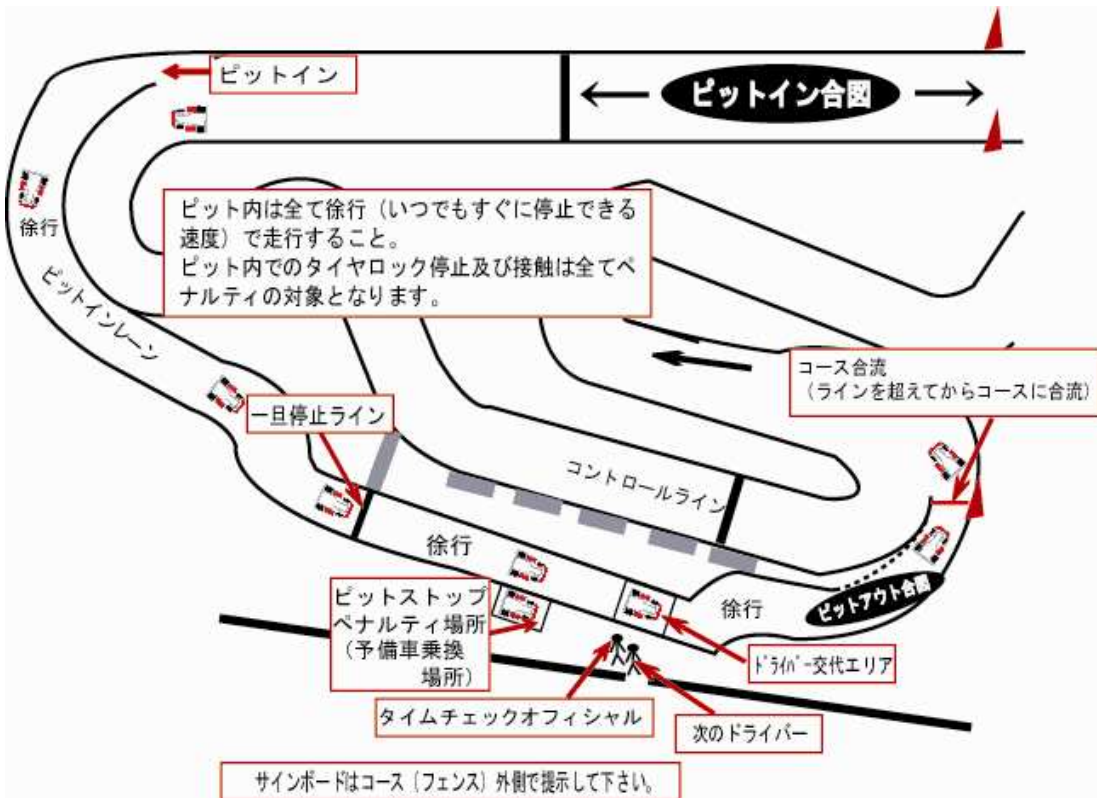 ピットイン
ピットイン合図
徐行
ピット内は全て徐行（いつでもすぐに停止できる
速度）で走行すること。
ピット内でのタイヤロック停止及び接触は全てペ
ナルティの対象となります。
ピットインレーン
コース合流
（ラインを超えてからコースに合流）
一旦停止ライン
コントロールライン
徐行
ピットストップ
ペナルティ場所
（予備車乗換
場所）
徐行
ピットアウト合図
ﾄﾞﾗｲﾊﾞｰ交代エリア
タイムチェックオフィシャル
次のドライバー
サインボードはコース（フェンス）外側で提示して下さい。